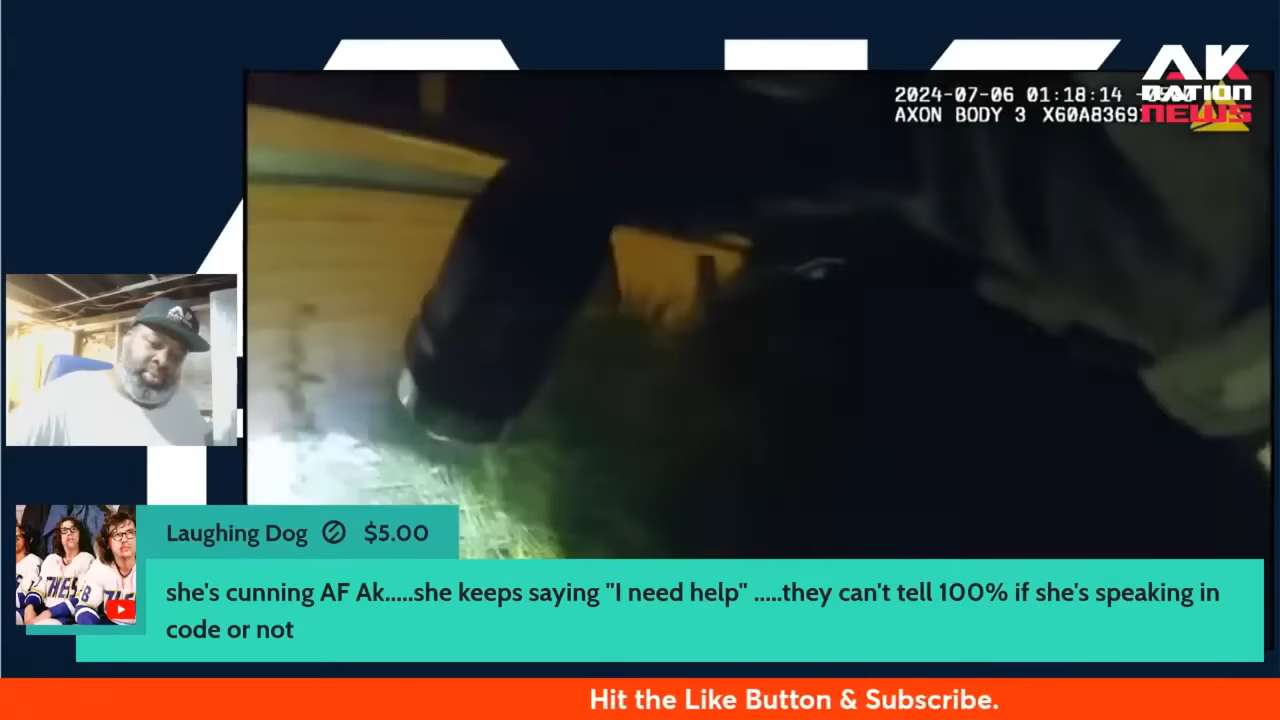 2024-07-06 01:18:14
AXON BODY 3 X60A8369
AK
NATION
NEWS
Laughing Dog $5.00
she's cunning AF Ak.....she keeps saying "I need help" .....they can't tell 100% if she's speaking in
code or not
Hit the Like Button & Subscribe.